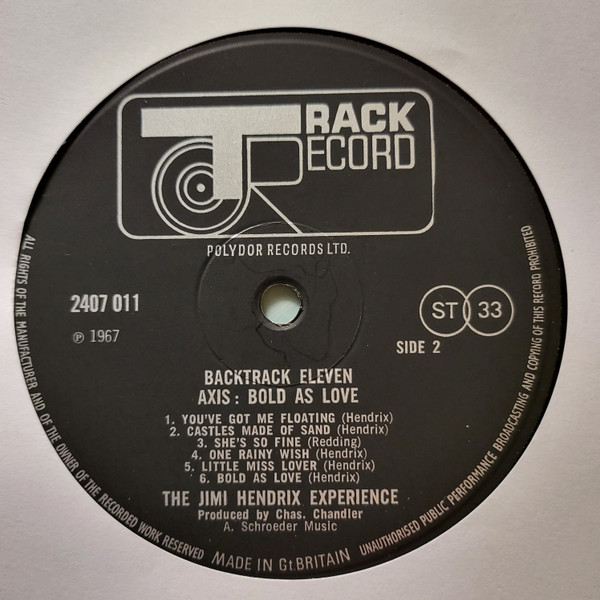 TRACK
RECORD
POLYDOR RECORDS LTD.
2407 011
ST 33
℗ 1967
SIDE 2
BACKTRACK ELEVEN
AXIS: BOLD AS LOVE
1. YOU'VE GOT ME FLOATING (Hendrix)
2. CASTLES MADE OF SAND (Hendrix)
3. SHE'S SO FINE (Redding)
4. ONE RAINY WISH (Hendrix)
5. LITTLE MISS LOVER (Hendrix)
6. BOLD AS LOVE (Hendrix)
THE JIMI HENDRIX EXPERIENCE
Produced by Chas. Chandler
A. Schroeder Music
ALL RIGHTS OF THE MANUFACTURER AND OF THE OWNER OF THE RECORDED WORK RESERVED
MADE IN Gt.BRITAIN
UNAUTHORISED PUBLIC PERFORMANCE BROADCASTING AND COPYING OF THIS RECORD PROHIBITED